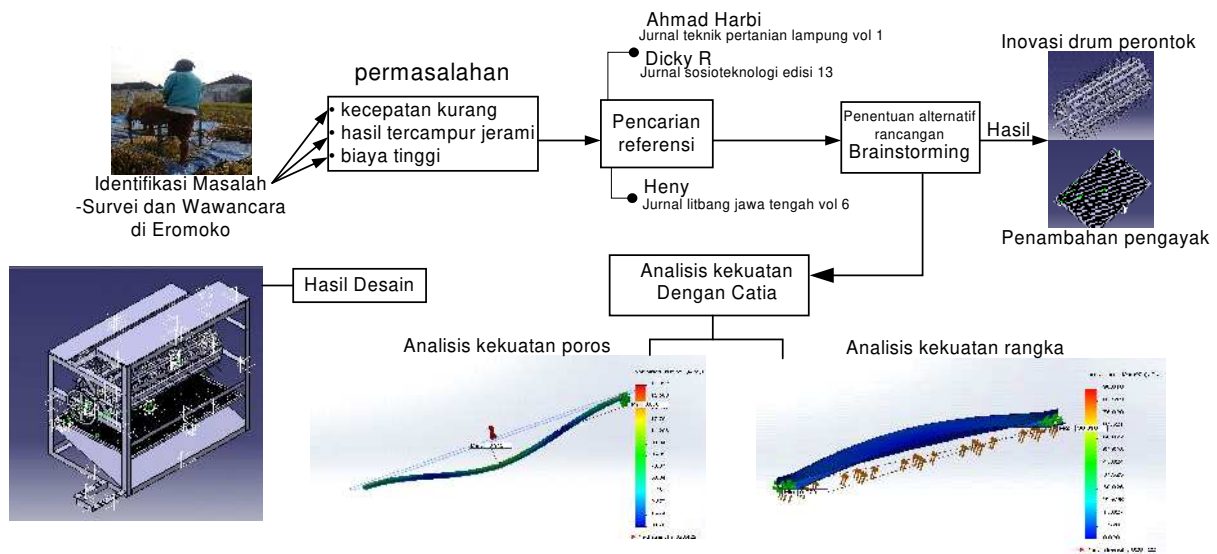 Ahmad Harbi
Jurnal teknik pertanian lampung vol 1
Dicky R
Jurnal sosioteknologi edisi 13
Inovasi drum perontok
permasalahan
• kecepatan kurang
• hasil tercampur jerami
• biaya tinggi
Pencarian
referensi
Penentuan alternatif
rancangan
Brainstorming
Hasil
Identifikasi Masalah
-Survei dan Wawancara
di Eromoko
Heny
Jurnal litbang jawa tengah vol 6
Penambahan pengayak
Hasil Desain
Analisis kekuatan
Dengan Catia
Analisis kekuatan poros
Analisis kekuatan rangka